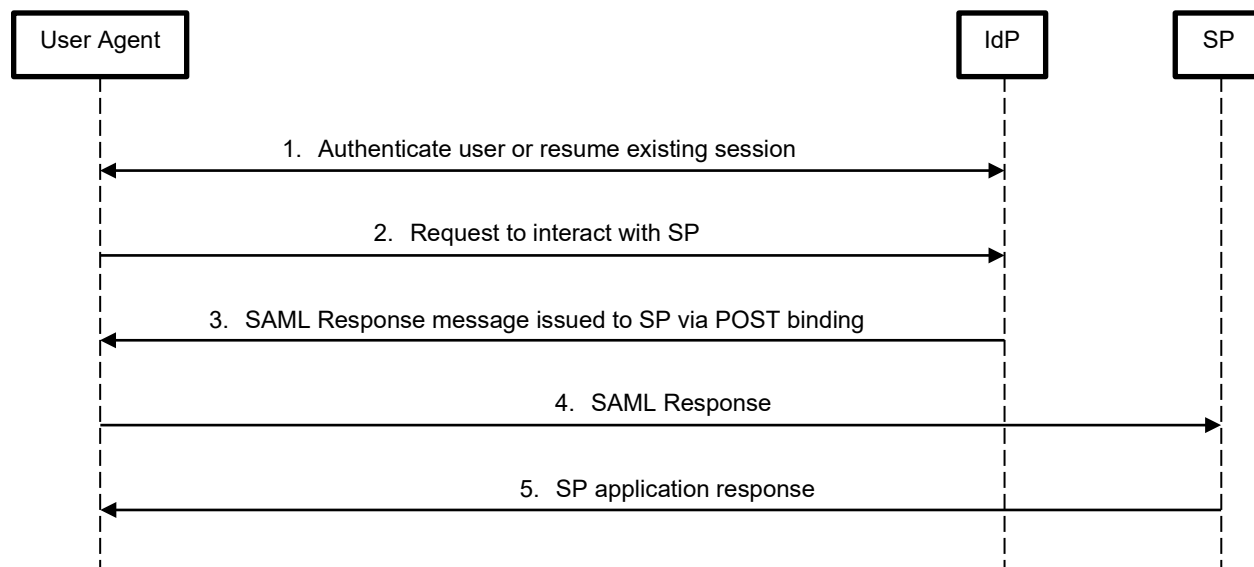 User Agent
IdP
SP
1. Authenticate user or resume existing session
2. Request to interact with SP
3. SAML Response message issued to SP via POST binding
4. SAML Response
5. SP application response